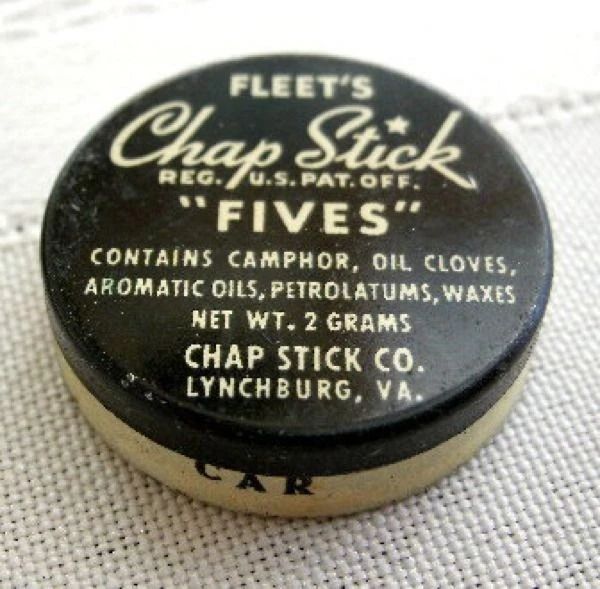 FLEET'S
Chap Stick
REG. U.S. PAT. OFF.
"FIVES"
CONTAINS CAMPHOR, OIL CLOVES,
AROMATIC OILS, PETROLATUMS, WAXES
NET WT. 2 GRAMS
CHAP STICK CO.
LYNCHBURG, VA.
CAR